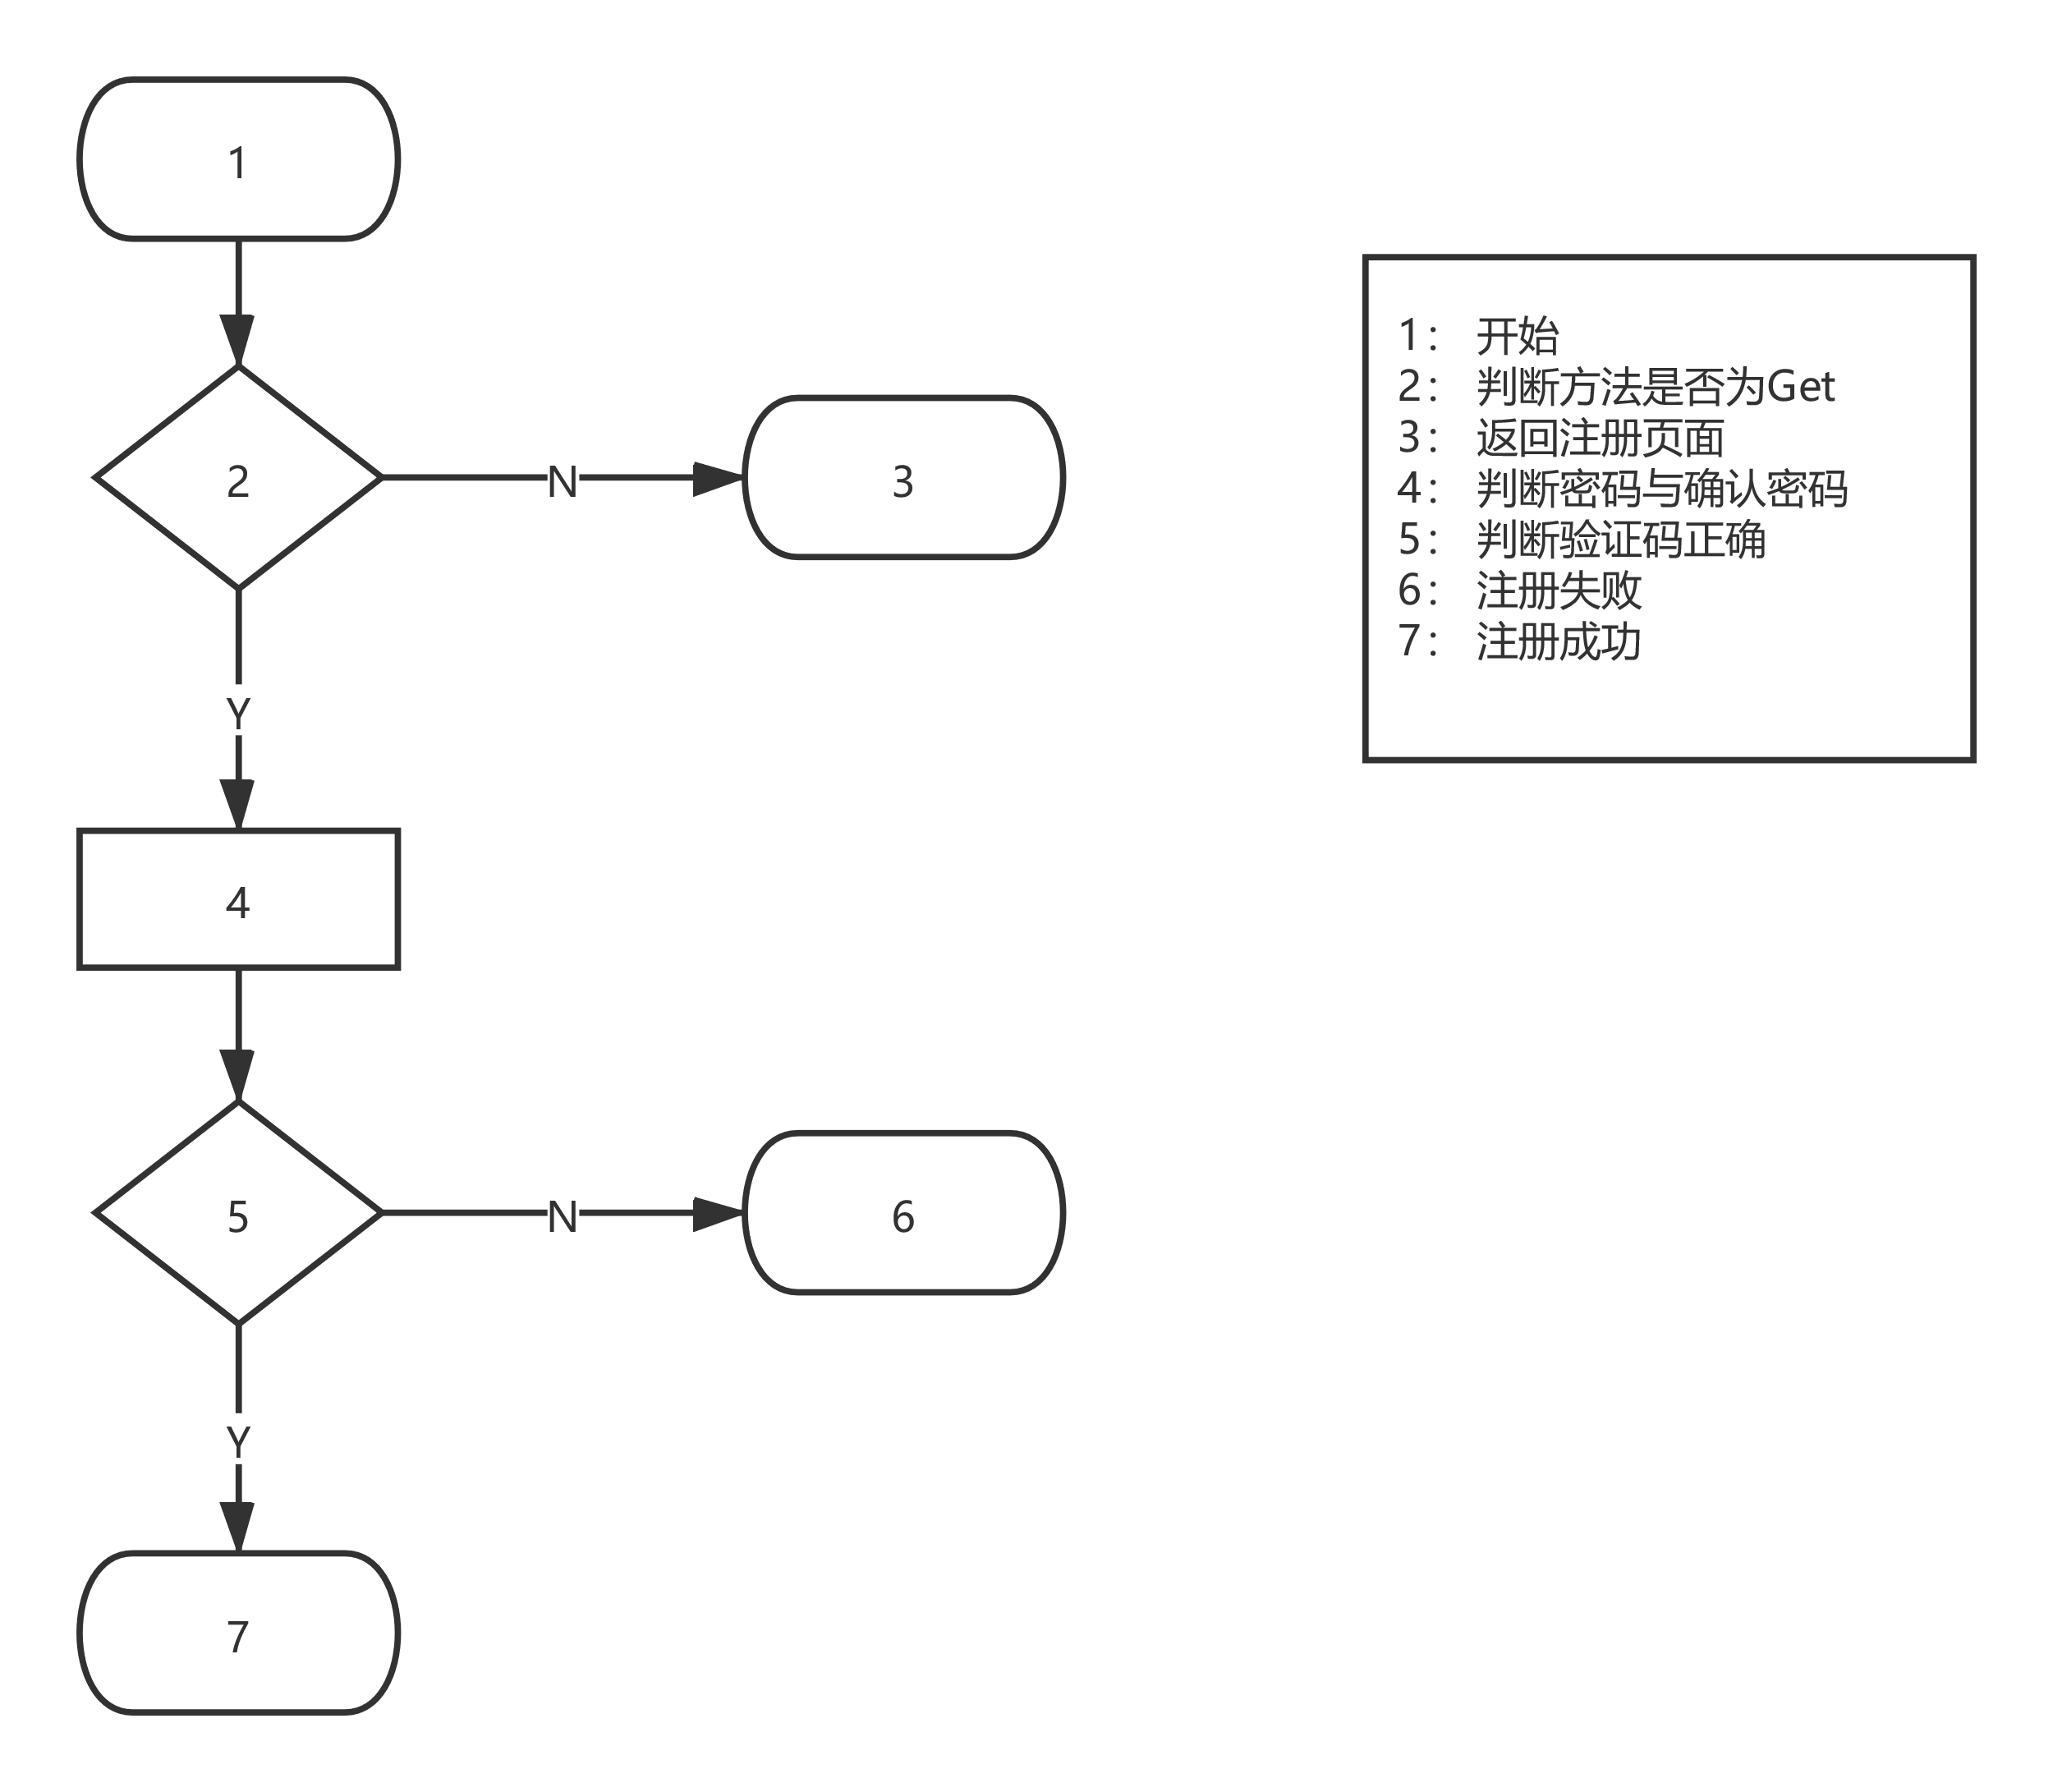 1
2
N
3
Y
4
5
N
6
Y
7
1： 开始
2： 判断方法是否为Get
3： 返回注册页面
4： 判断密码与确认密码
5： 判断验证码正确
6： 注册失败
7： 注册成功